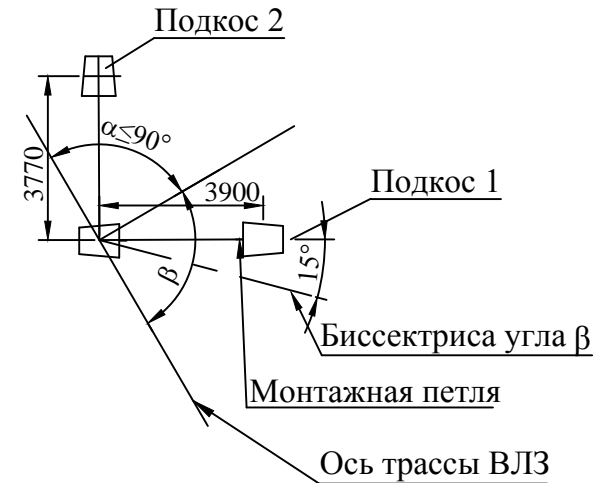 Подкос 2
α≤90°
3770
3900
Подкос 1
15°
β
Биссектриса угла β
Монтажная петля
Ось трассы ВЛЗ